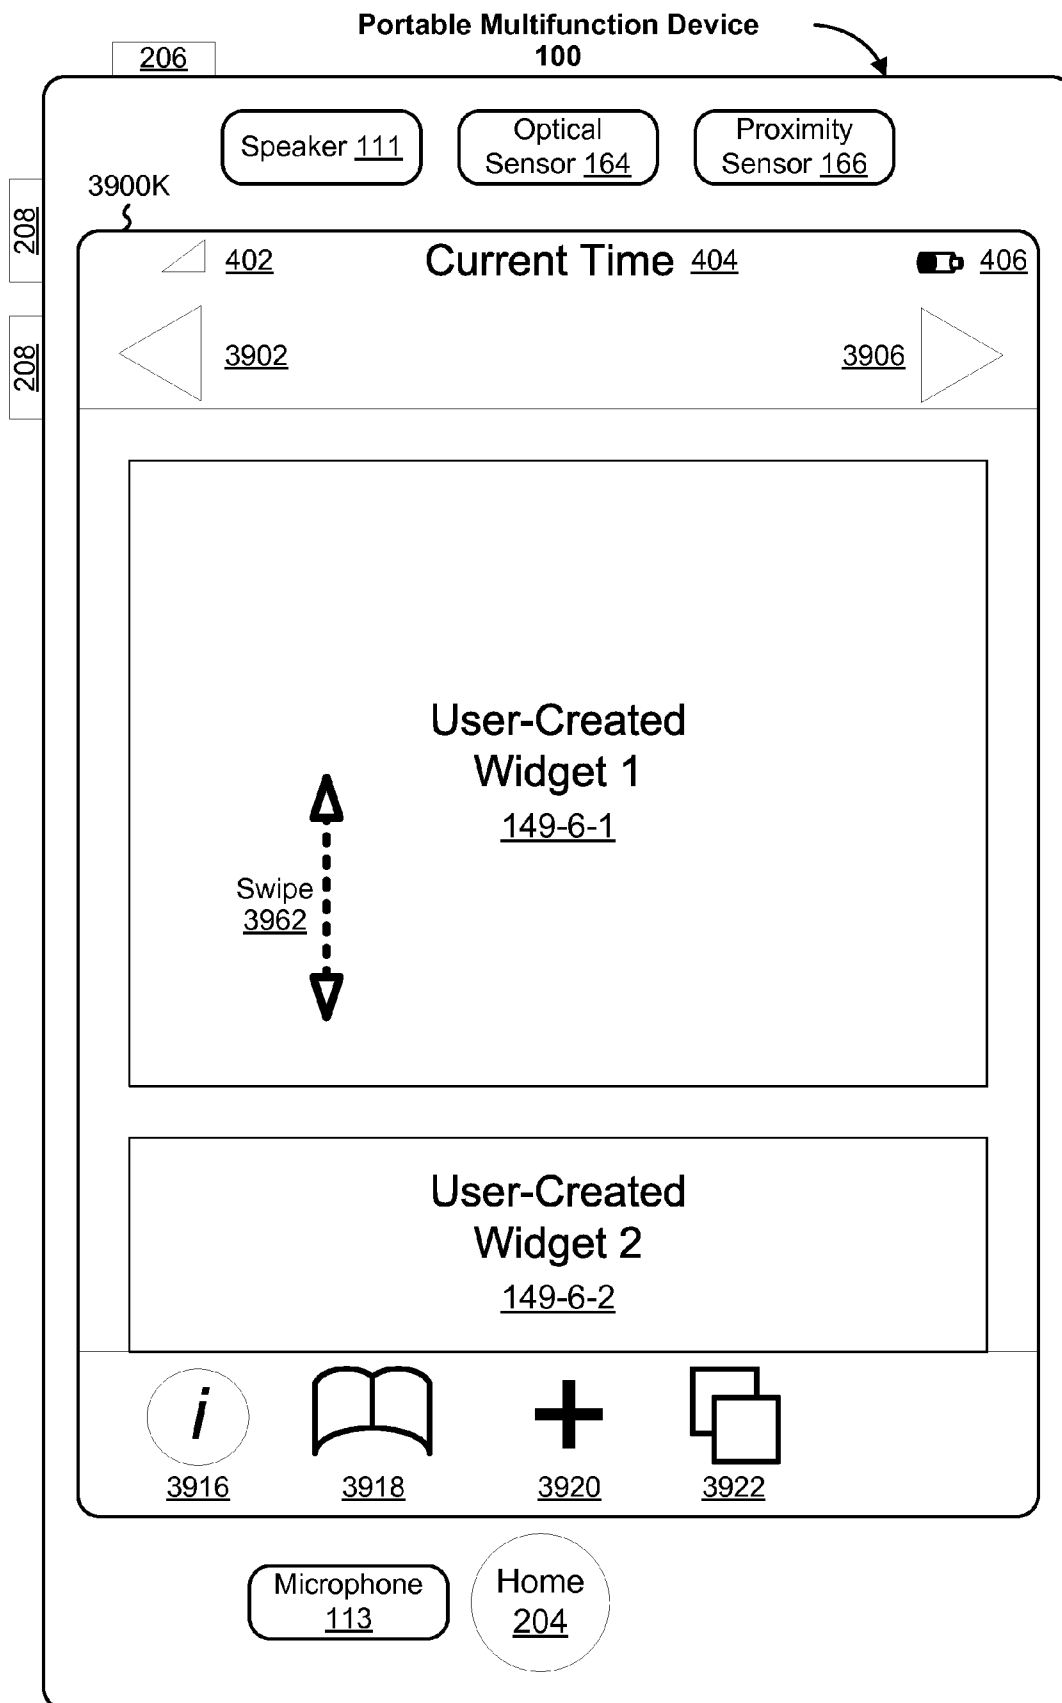 Portable Multifunction Device
100
206
Speaker 111
Optical
Sensor 164
Proximity
Sensor 166
3900K
208
402
Current Time 404
406
208
3902
3906
User-Created
Widget 1
149-6-1
Swipe
3962
User-Created
Widget 2
149-6-2
i
3916
3918
3920
3922
Microphone
113
Home
204